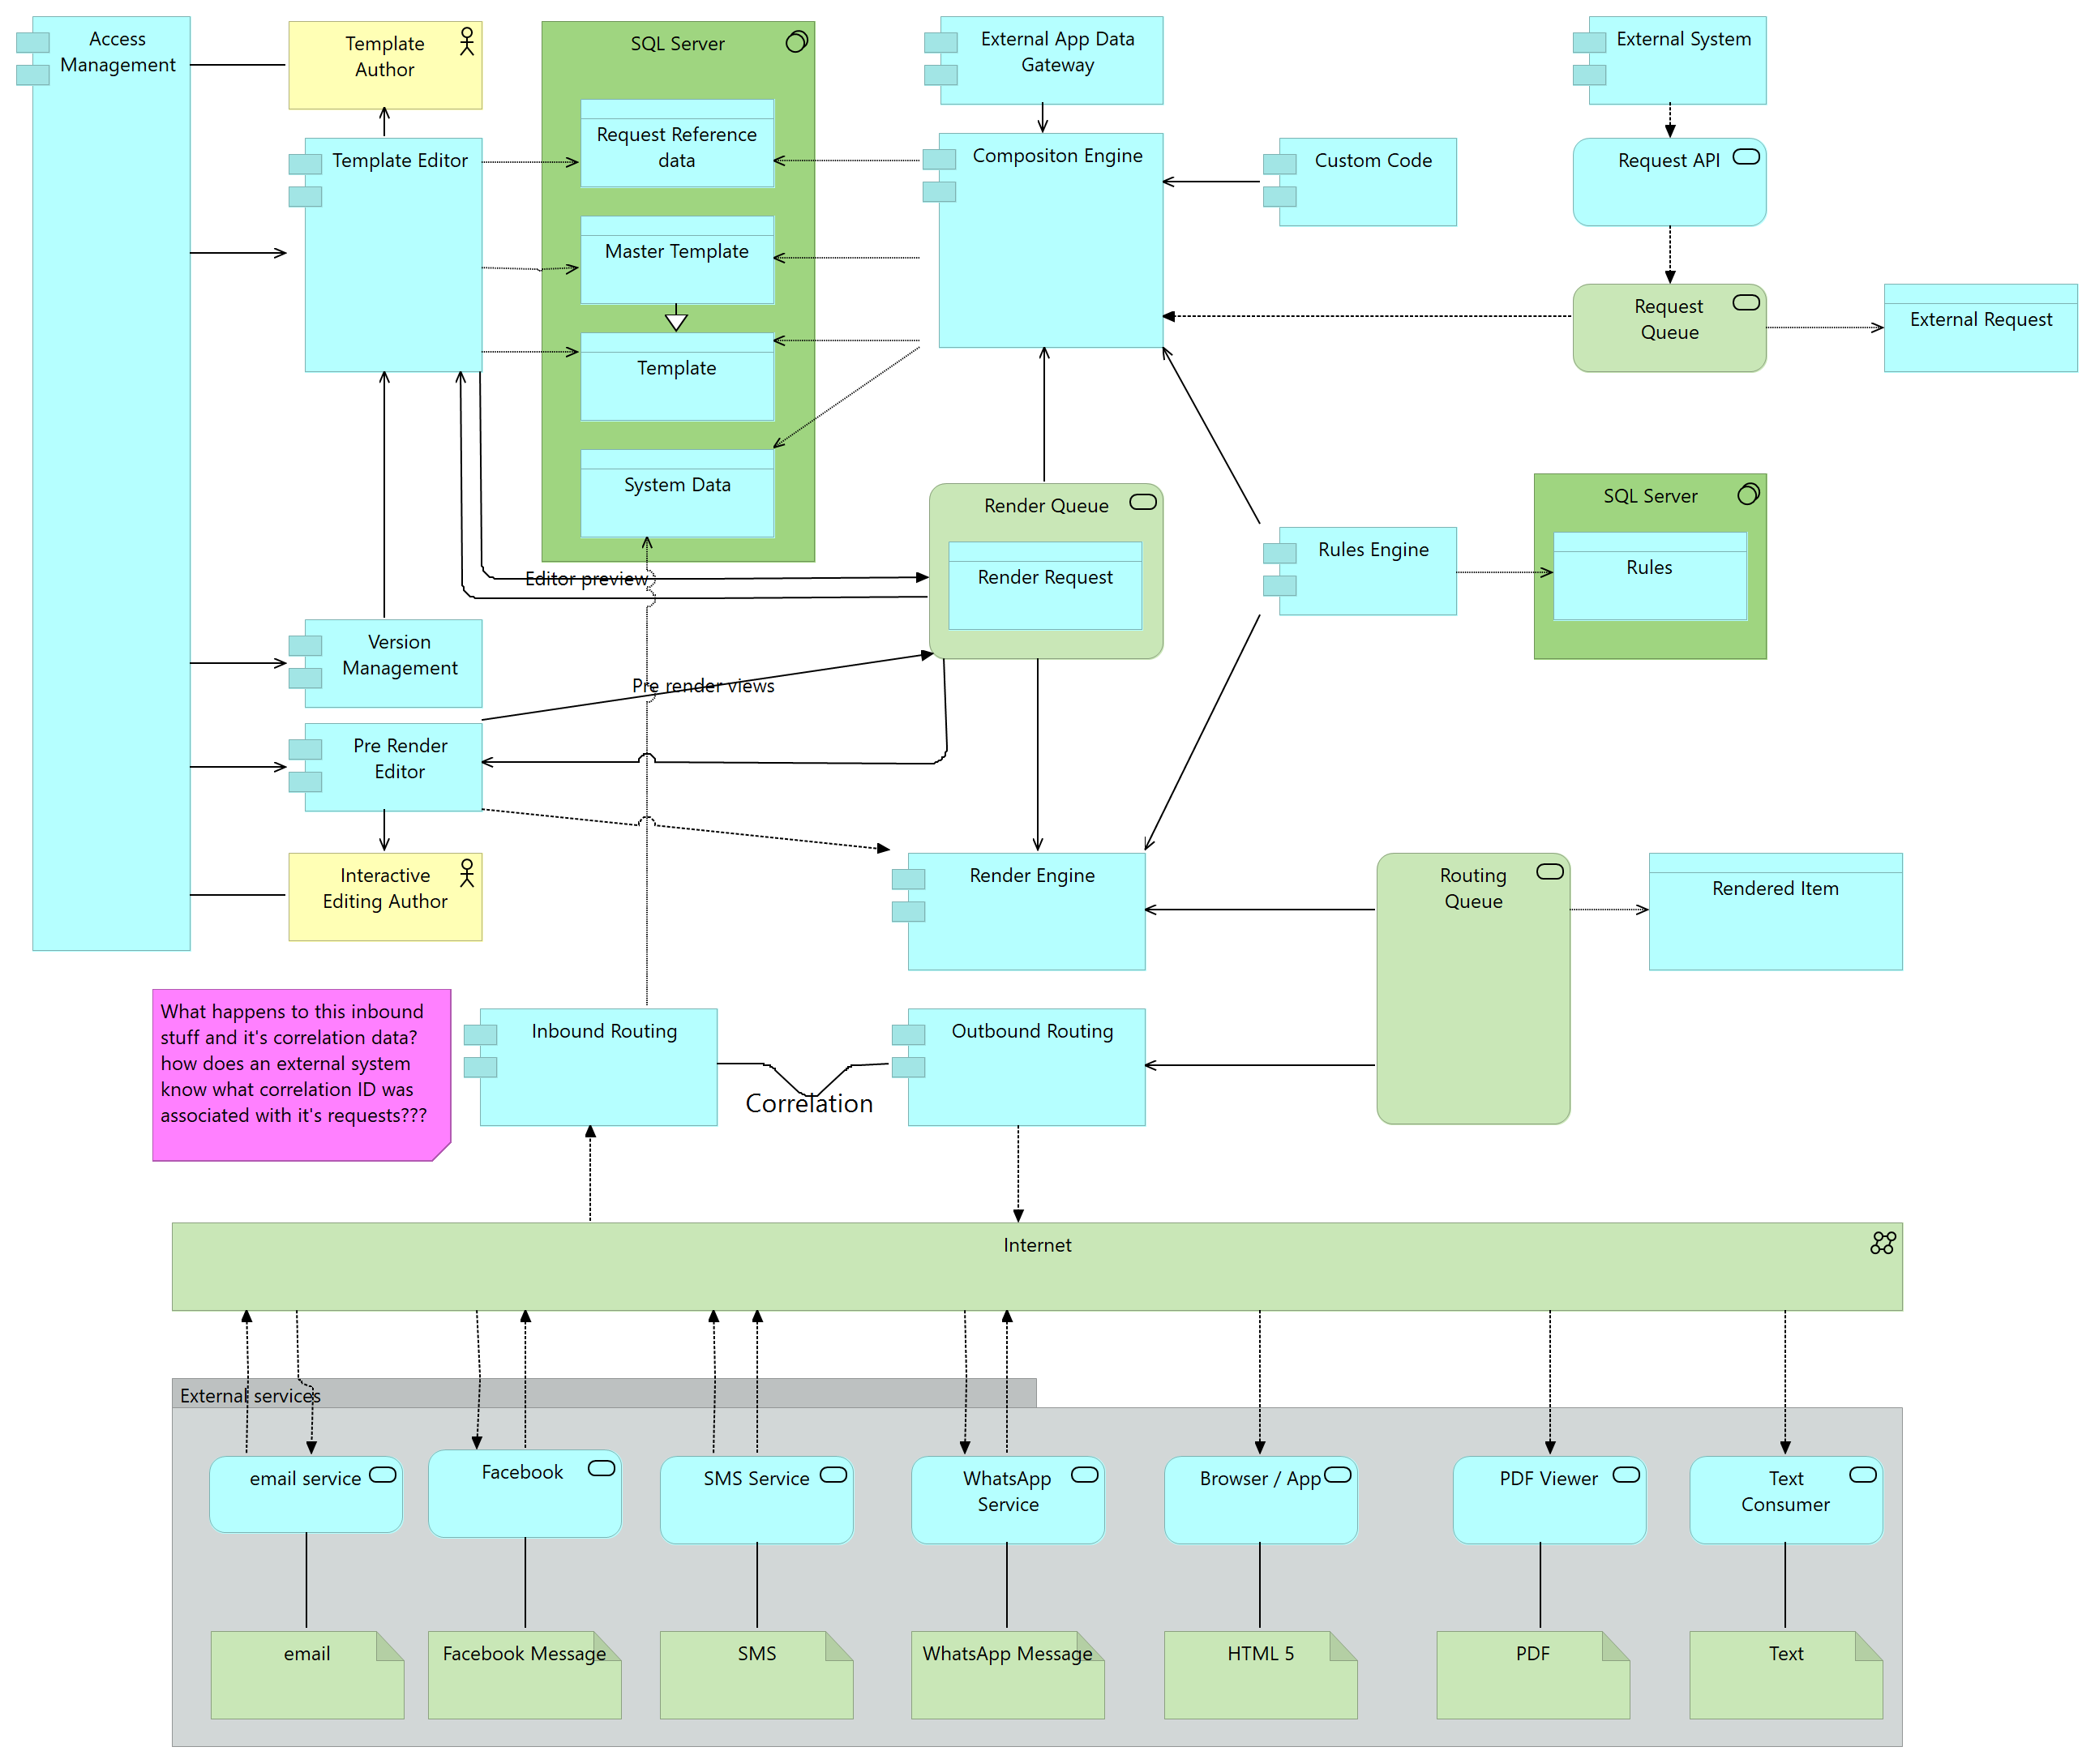 Access
Management
Template
Author
SQL Server
External App Data
Gateway
External System
Request Reference
data
Template Editor
Compositon Engine
Custom Code
Request API
Master Template
Request
Queue
External Request
Template
System Data
Render Queue
SQL Server
Render Request
Rules Engine
Rules
Editor preview
Version
Management
Pre render views
Pre Render
Editor
Interactive
Editing Author
Render Engine
Routing
Queue
Rendered Item
What happens to this inbound
stuff and it's correlation data?
how does an external system
know what correlation ID was
associated with it's requests???
Inbound Routing
Outbound Routing
Correlation
Internet
External services
email service
Facebook
SMS Service
WhatsApp
Service
Browser / App
PDF Viewer
Text
Consumer
email
Facebook Message
SMS
WhatsApp Message
HTML 5
PDF
Text